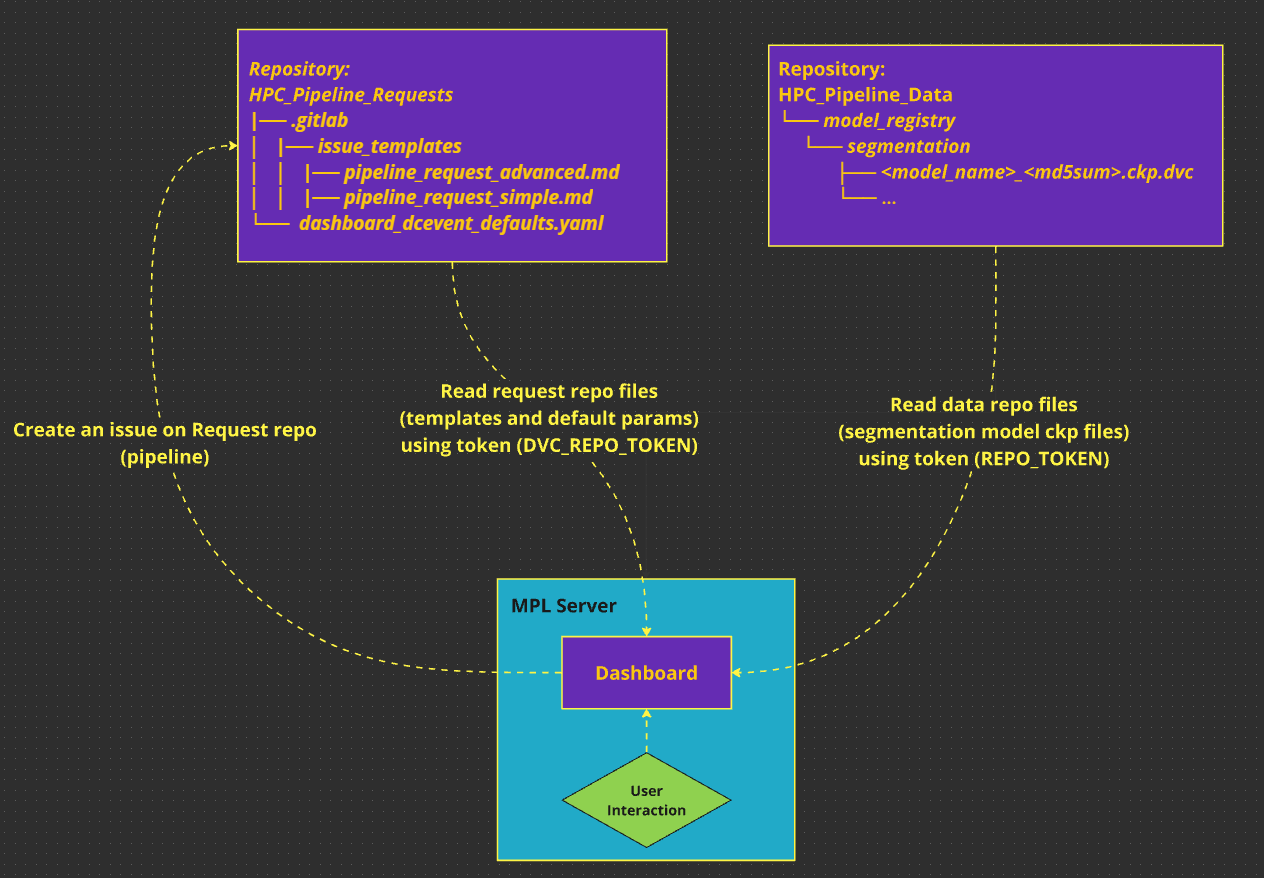 Repository:
HPC_Pipeline_Requests
|── .gitlab
│ |── issue_templates
│ │ |── pipeline_request_advanced.md
│ │ |── pipeline_request_simple.md
└── dashboard_dcevent_defaults.yaml
Repository:
HPC_Pipeline_Data
└── model_registry
└── segmentation
├── <model_name>_<md5sum>.ckp.dvc
└── ...
Create an issue on Request repo
(pipeline)
Read request repo files
(templates and default params)
using token (DVC_REPO_TOKEN)
Read data repo files
(segmentation model ckp files)
using token (REPO_TOKEN)
MPL Server
Dashboard
User
Interaction